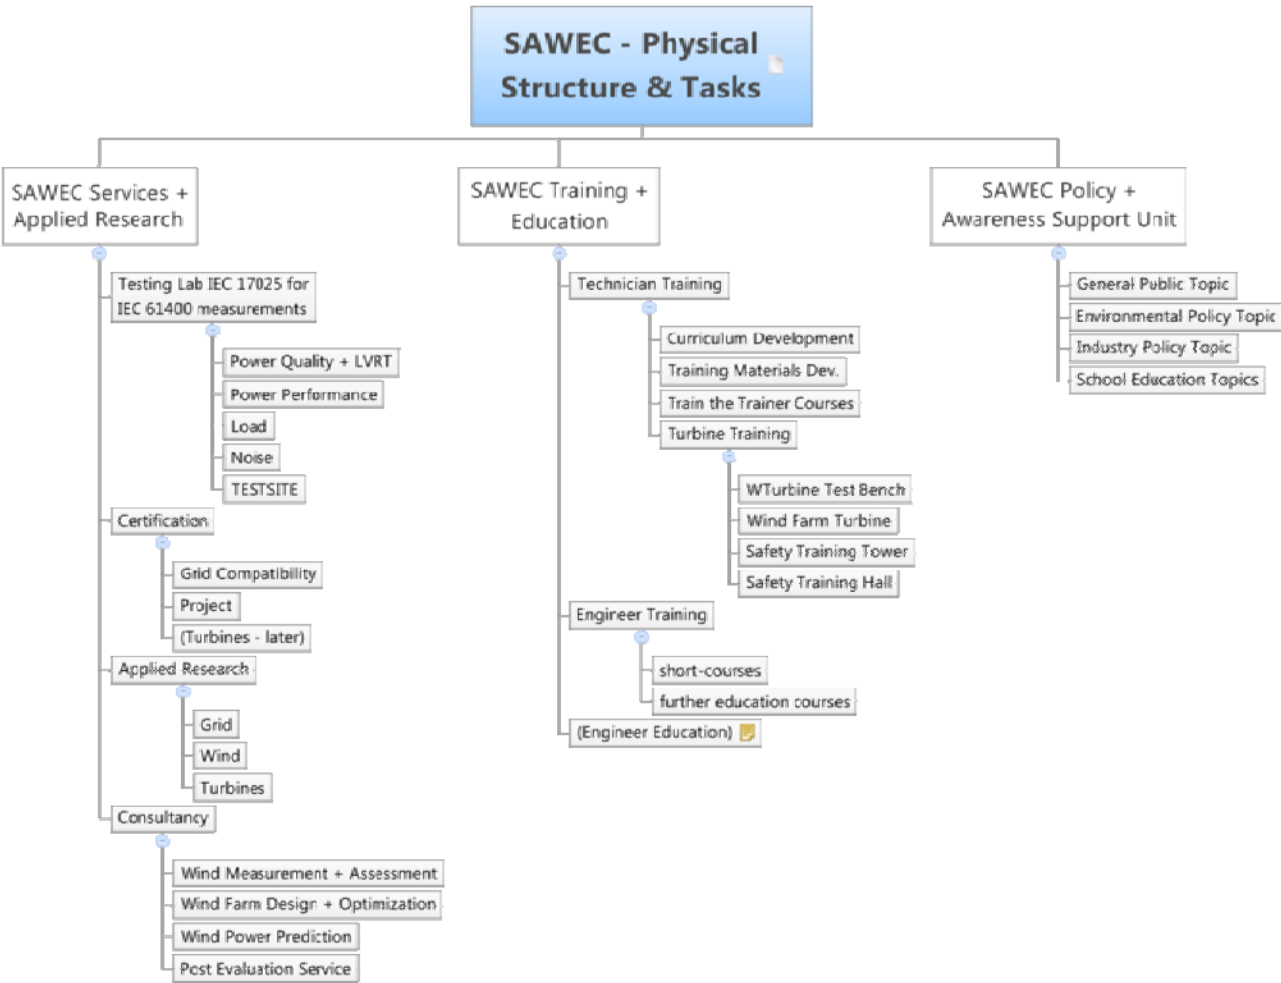 SAWEC - Physical
Structure & Tasks
SAWEC Services +
Applied Research
Testing Lab IEC 17025 for
IEC 61400 measurements
Power Quality + LVRT
Power Performance
Load
Noise
TESTSITE
Certification
Grid Compatibility
Project
(Turbines - later)
Applied Research
Grid
Wind
Turbines
Consultancy
Wind Measurement + Assessment
Wind Farm Design + Optimization
Wind Power Prediction
Post Evaluation Service
SAWEC Training +
Education
Technician Training
Curriculum Development
Training Materials Dev.
Train the Trainer Courses
Turbine Training
WTurbine Test Bench
Wind Farm Turbine
Safety Training Tower
Safety Training Hall
Engineer Training
short-courses
further education courses
(Engineer Education)
SAWEC Policy +
Awareness Support Unit
General Public Topic
Environmental Policy Topic
Industry Policy Topic
School Education Topics